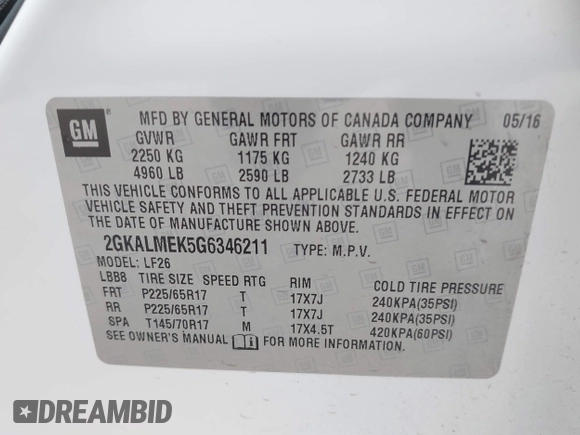 GM
®
MFD BY GENERAL MOTORS OF CANADA COMPANY 05/16
GVWR GAWR FRT GAWR RR
2250 KG 1175 KG 1240 KG
4960 LB 2590 LB 2733 LB
THIS VEHICLE CONFORMS TO ALL APPLICABLE U.S. FEDERAL MOTOR
VEHICLE SAFETY AND THEFT PREVENTION STANDARDS IN EFFECT ON
THE DATE OF MANUFACTURE SHOWN ABOVE.
2GKALMEK5G6346211 TYPE: M.P.V.
MODEL: LF26
LBB8 TIRE SIZE SPEED RTG RIM COLD TIRE PRESSURE
FRT P225/65R17 T 17X7J 240KPA(35PSI)
RR P225/65R17 T 17X7J 240KPA(35PSI)
SPA T145/70R17 M 17X4.5T 420KPA(60PSI)
SEE OWNER'S MANUAL FOR MORE INFORMATION.
DREAMBID